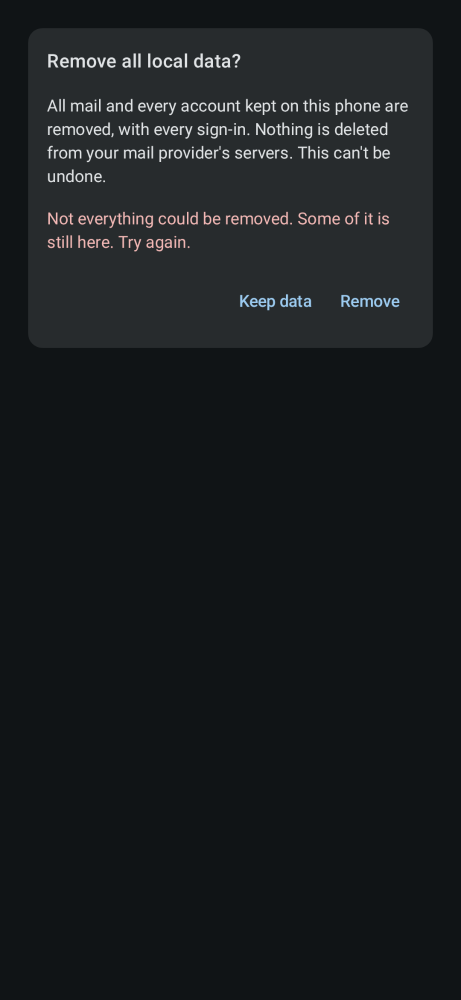 Remove all local data?
All mail and every account kept on this phone are
removed, with every sign-in. Nothing is deleted
from your mail provider's servers. This can't be
undone.
Not everything could be removed. Some of it is
still here. Try again.
Keep data Remove